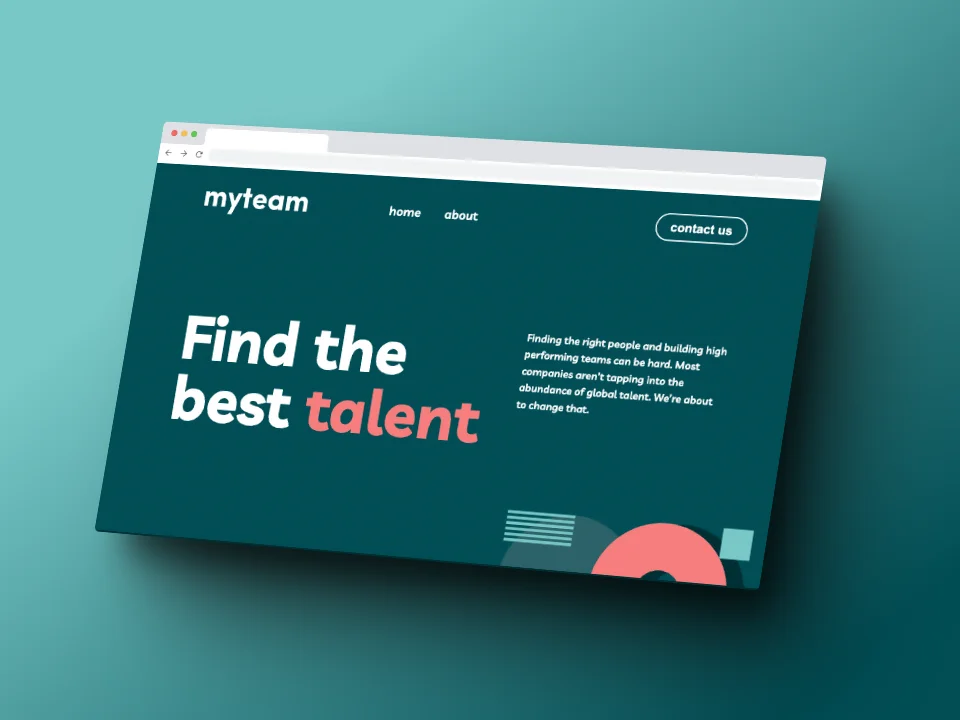 myteam
home
about
contact us
Find the
best talent
Finding the right people and building high
performing teams can be hard. Most
companies aren't tapping into the
abundance of global talent. We're about
to change that.